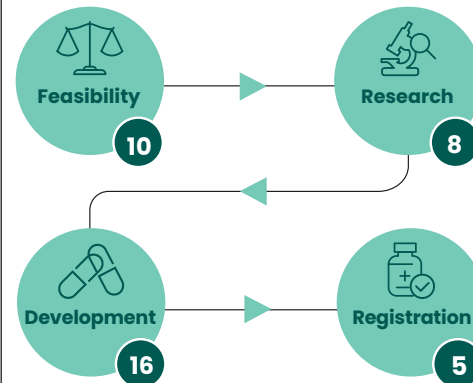 Feasibility
10
Research
8
Development
16
Registration
5